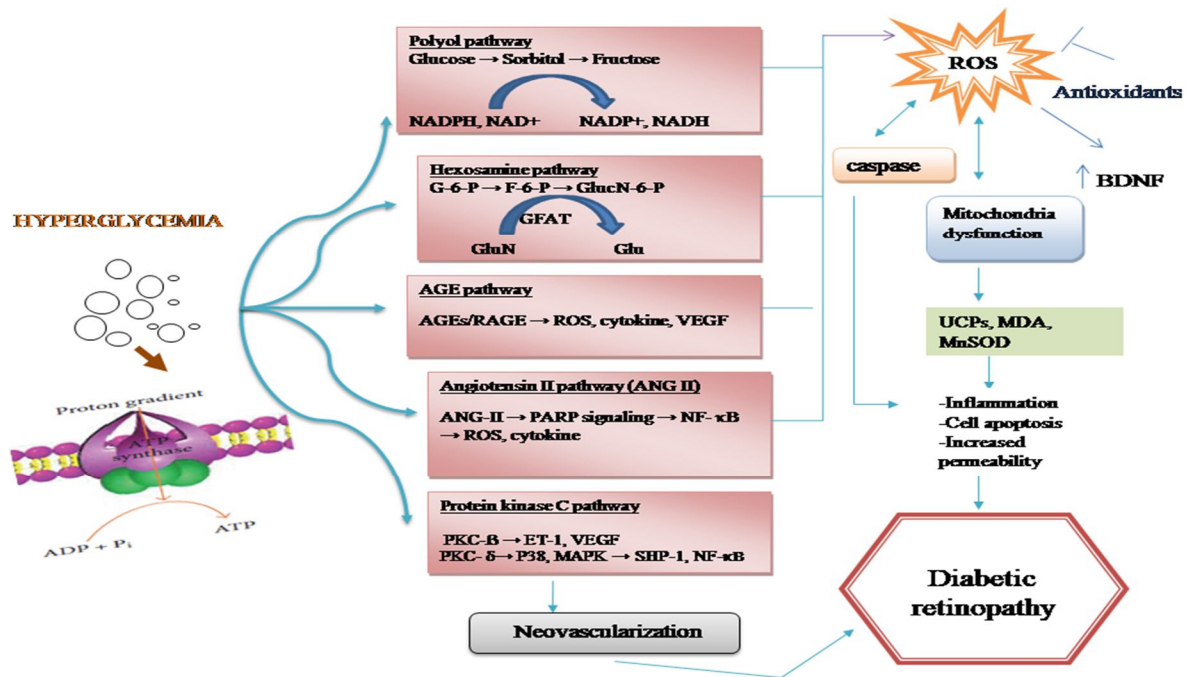 HYPERGLYCEMIA
Proton gradient
ATP
synthase
ADP + Pi
ATP
Polyol pathway
Glucose → Sorbitol → Fructose
NADPH, NAD+ NADP+, NADH
Hexosamine pathway
G-6-P → F-6-P → GlucN-6-P
GFAT
GluN Glu
AGE pathway
AGEs/RAGE → ROS, cytokine, VEGF
Angiotensin II pathway (ANG II)
ANG-II → PARP signaling → NF-κB
→ ROS, cytokine
Protein kinase C pathway
PKC-ß → ET-1, VEGF
PKC- δ → P38, MAPK → SHP-1, NF-κB
Neovascularization
ROS
Antioxidants
caspase
BDNF
Mitochondria
dysfunction
UCPs, MDA,
MnSOD
-Inflammation
-Cell apoptosis
-Increased
permeability
Diabetic
retinopathy